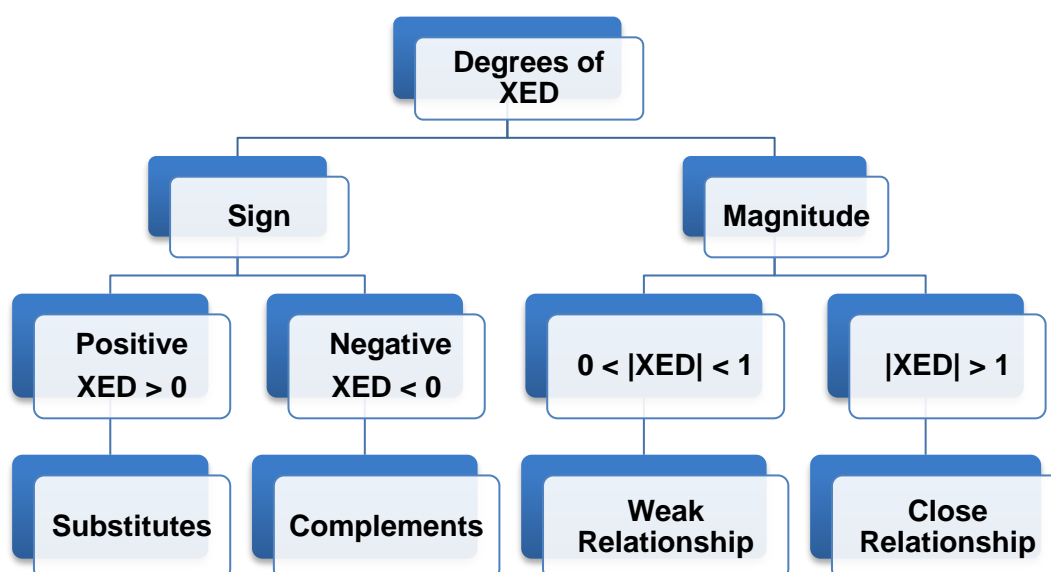 Degrees of
XED
Sign
Magnitude
Positive
XED > 0
Negative
XED < 0
0 < |XED| < 1
|XED| > 1
Substitutes
Complements
Weak
Relationship
Close
Relationship